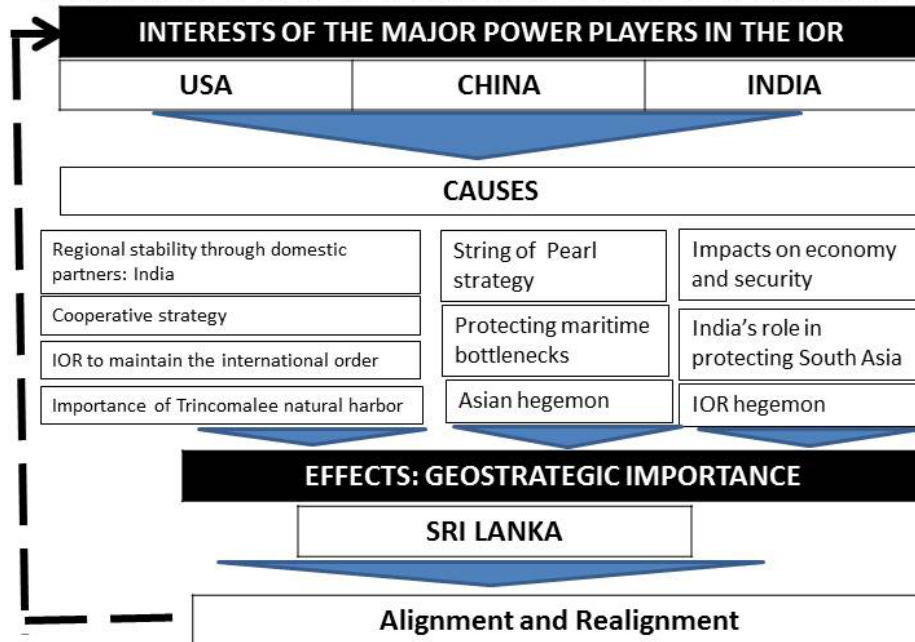 INTERESTS OF THE MAJOR POWER PLAYERS IN THE IOR
USA
CHINA
INDIA
CAUSES
Regional stability through domestic
partners: India
Cooperative strategy
IOR to maintain the international order
Importance of Trincomalee natural harbor
String of Pearl
strategy
Protecting maritime
bottlenecks
Asian hegemon
Impacts on economy
and security
India's role in
protecting South Asia
IOR hegemon
EFFECTS: GEOSTRATEGIC IMPORTANCE
SRI LANKA
Alignment and Realignment